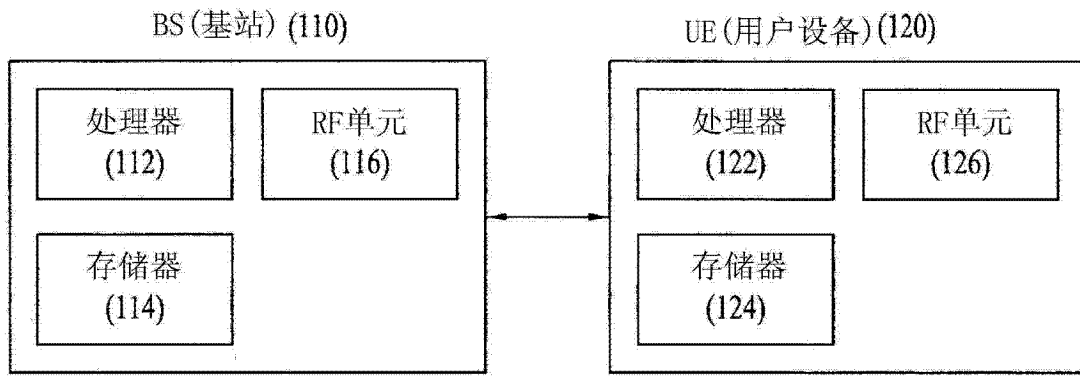 BS(基站)(110)
处理器
(112)
RF单元
(116)
存储器
(114)
UE(用户设备)(120)
处理器
(122)
RF单元
(126)
存储器
(124)